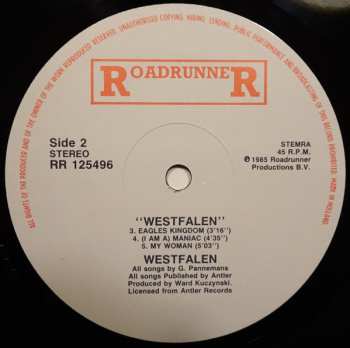 UNAUTHORISED COPYING, HIRING, LENDING, PUBLIC PERFORMANCE AND BROADCASTING OF THIS RECORD PROHIBITED. MADE IN HOLLAND.
ALL RIGHTS OF THE PRODUCER AND OF THE OWNER OF THE WORK REPRODUCED RESERVED.
ROADRUNNER
Side 2
STEREO
RR 125496
STEMRA
45 R.P.M.
℗ 1985 Roadrunner
Productions B.V.
"WESTFALEN"
3. EAGLES KINGDOM (3'16")
4. (I AM A) MANIAC (4'35")
5. MY WOMAN (5'03")
WESTFALEN
All songs by G. Pannemans
All songs Published by Antler
Produced by Ward Kuczynski.
Licensed from Antler Records